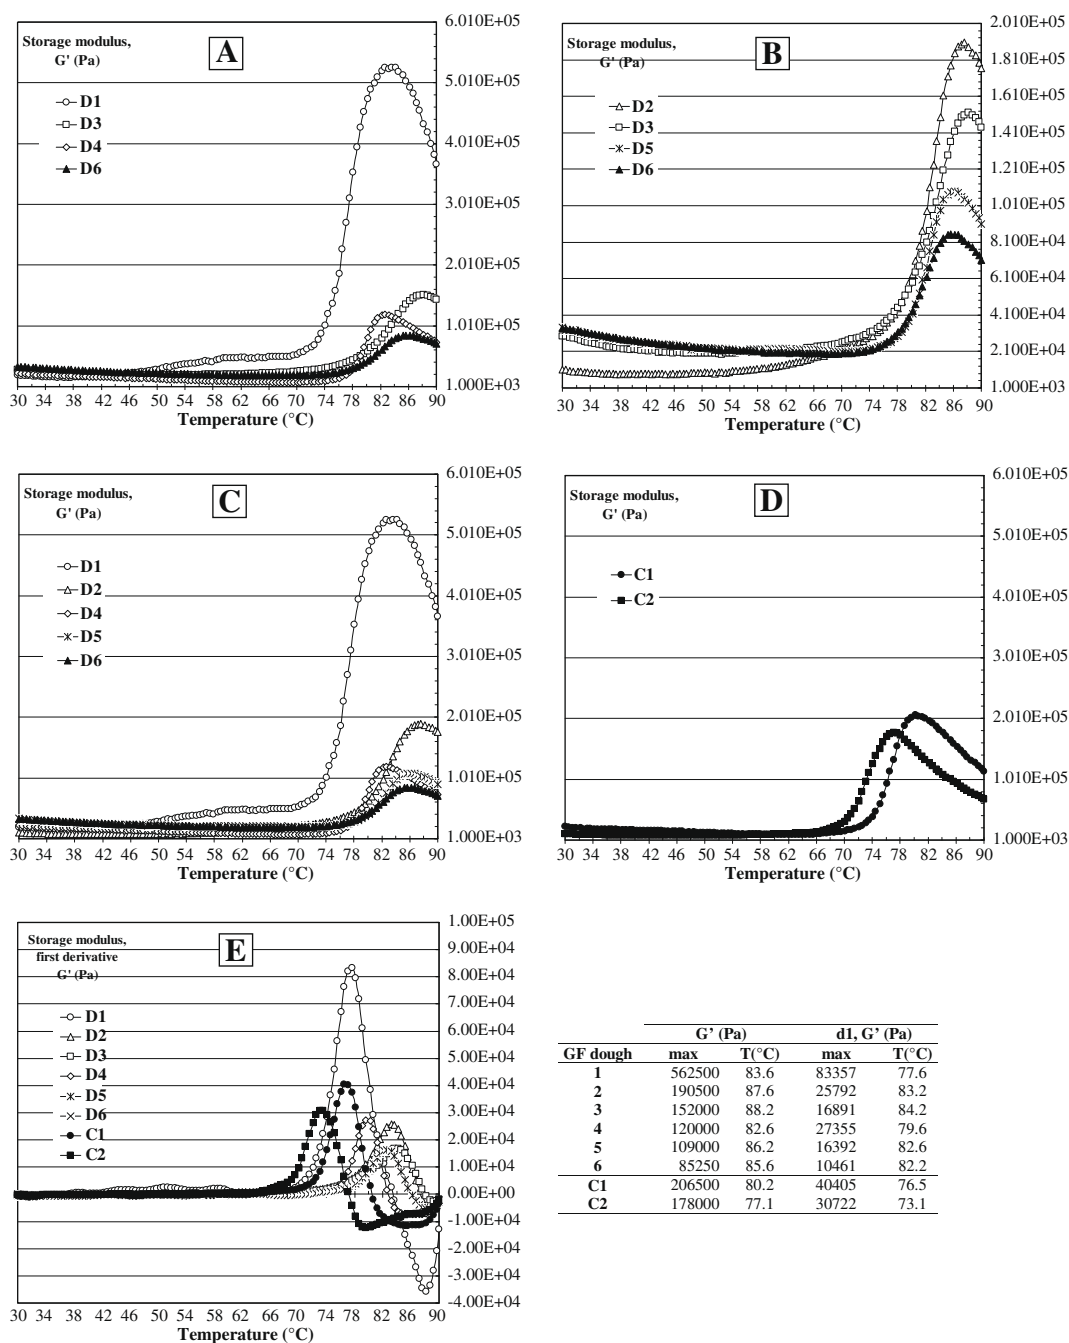 Storage modulus,
G' (Pa)
A
D1
D3
D4
D6
6.010E+05
5.010E+05
4.010E+05
3.010E+05
2.010E+05
1.010E+05
1.000E+03
30 34 38 42 46 50 54 58 62 66 70 74 78 82 86 90
Temperature (°C)
Storage modulus,
G' (Pa)
B
D2
D3
D5
D6
2.010E+05
1.810E+05
1.610E+05
1.410E+05
1.210E+05
1.010E+05
8.100E+04
6.100E+04
4.100E+04
2.100E+04
1.000E+03
30 34 38 42 46 50 54 58 62 66 70 74 78 82 86 90
Temperature (°C)
Storage modulus,
G' (Pa)
C
D1
D2
D4
D5
D6
6.010E+05
5.010E+05
4.010E+05
3.010E+05
2.010E+05
1.010E+05
1.000E+03
30 34 38 42 46 50 54 58 62 66 70 74 78 82 86 90
Temperature (°C)
Storage modulus,
G' (Pa)
D
C1
C2
6.010E+05
5.010E+05
4.010E+05
3.010E+05
2.010E+05
1.010E+05
1.000E+03
30 34 38 42 46 50 54 58 62 66 70 74 78 82 86 90
Temperature (°C)
Storage modulus,
first derivative
G' (Pa)
E
D1
D2
D3
D4
D5
D6
C1
C2
1.00E+05
9.00E+04
8.00E+04
7.00E+04
6.00E+04
5.00E+04
4.00E+04
3.00E+04
2.00E+04
1.00E+04
0.00E+00
-1.00E+04
-2.00E+04
-3.00E+04
-4.00E+04
30 34 38 42 46 50 54 58 62 66 70 74 78 82 86 90
Temperature (°C)
G’ (Pa) d1, G’ (Pa)
GF dough max T(°C) max T(°C)
1 562500 83.6 83357 77.6
2 190500 87.6 25792 83.2
3 152000 88.2 16891 84.2
4 120000 82.6 27355 79.6
5 109000 86.2 16392 82.6
6 85250 85.6 10461 82.2
C1 206500 80.2 40405 76.5
C2 178000 77.1 30722 73.1